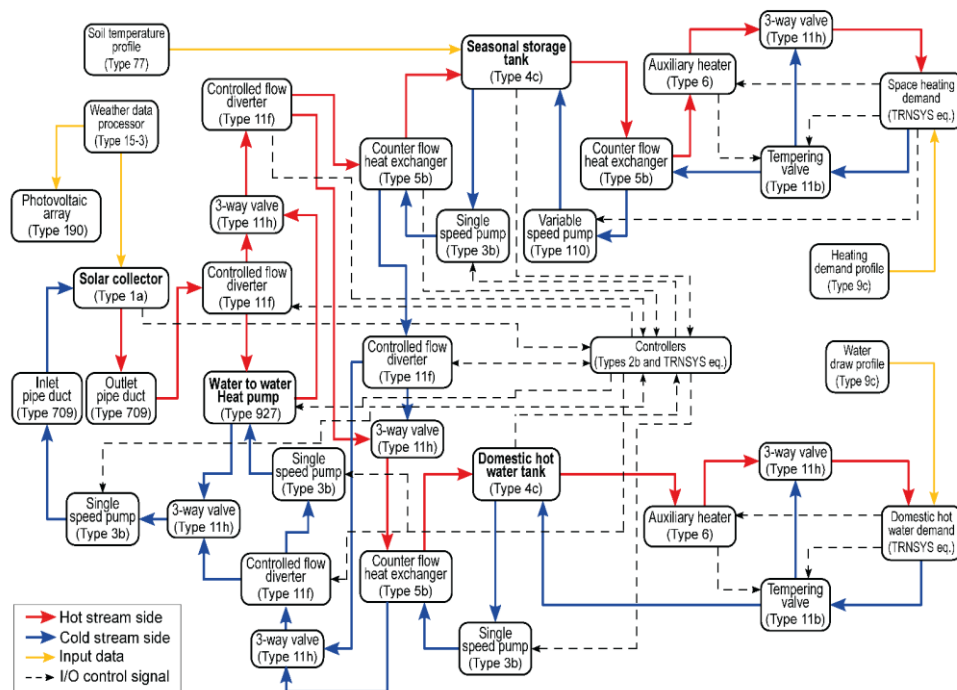 Soil temperature
profile
(Type 77)
Seasonal storage
tank
(Type 4c)
3-way valve
(Type 11h)
Auxiliary heater
(Type 6)
Space heating
demand
(TRNSYS eq.)
Controlled flow
diverter
(Type 11f)
Weather data
processor
(Type 15-3)
Counter flow
heat exchanger
(Type 5b)
Counter flow
heat exchanger
(Type 5b)
Tempering
valve
(Type 11b)
Photovoltaic
array
(Type 190)
3-way valve
(Type 11h)
Single
speed pump
(Type 3b)
Variable
speed pump
(Type 110)
Heating
demand profile
(Type 9c)
Solar collector
(Type 1a)
Controlled flow
diverter
(Type 11f)
Controlled flow
diverter
(Type 11f)
Controllers
(Types 2b and TRNSYS eq.)
Water
draw profile
(Type 9c)
Inlet
pipe duct
(Type 709)
Outlet
pipe duct
(Type 709)
Water to water
Heat pump
(Type 927)
3-way valve
(Type 11h)
Single
speed pump
(Type 3b)
Domestic hot
water tank
(Type 4c)
3-way valve
(Type 11h)
Single
speed pump
(Type 3b)
3-way valve
(Type 11h)
Auxiliary heater
(Type 6)
Domestic hot
water demand
(TRNSYS eq.)
Controlled flow
diverter
(Type 11f)
Counter flow
heat exchanger
(Type 5b)
Tempering
valve
(Type 11b)
3-way valve
(Type 11h)
Single
speed pump
(Type 3b)
Hot stream side
Cold stream side
Input data
I/O control signal